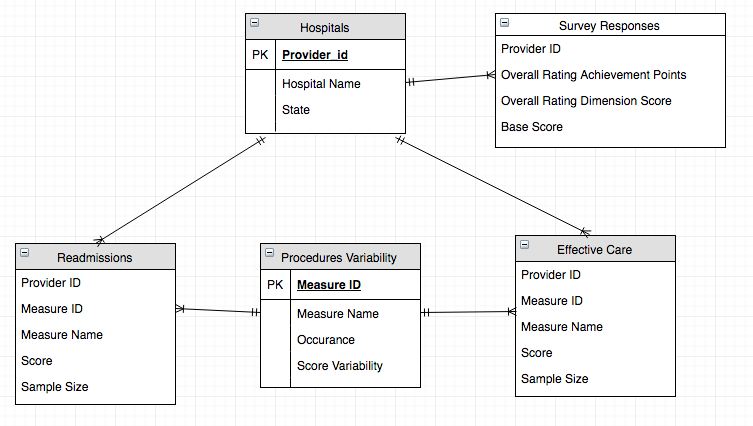 Hospitals
PK Provider_id
Hospital Name
State
Survey Responses
Provider ID
Overall Rating Achievement Points
Overall Rating Dimension Score
Base Score
Readmissions
Provider ID
Measure ID
Measure Name
Score
Sample Size
Procedures Variability
PK Measure ID
Measure Name
Occurance
Score Variability
Effective Care
Provider ID
Measure ID
Measure Name
Score
Sample Size